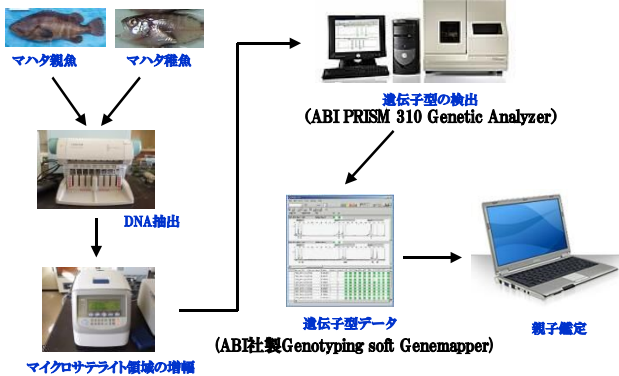 マハタ親魚
マハタ稚魚
DNA抽出
マイクロサテライト領域の増幅
遺伝子型の検出
(ABI PRISM 310 Genetic Analyzer)
遺伝子型データ
(ABI社製Genotyping soft Genemapper)
親子鑑定